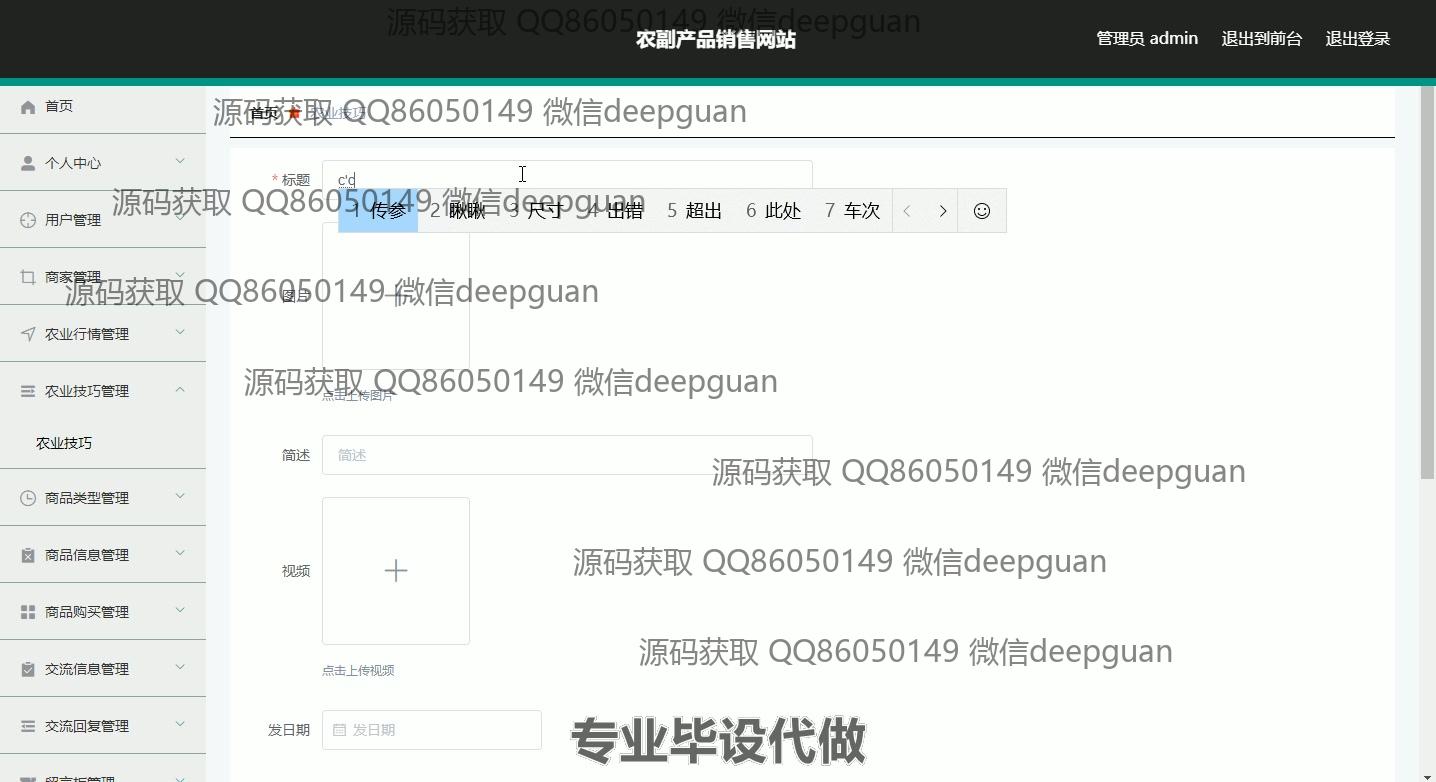 源码获取 QQ86050149 微信deepguan
农副产品销售网站
管理员 admin 退出到前台 退出登录
首页
源码获取 QQ86050149 微信deepguan
首页 农业技巧
个人中心
* 标题 c'c
源码获取 QQ86050149 微信deepguan
1 传参 2 瞅瞅 3 尺寸 4 出错 5 超出 6 此处 7 车次
用户管理
商家管理
源码获取 QQ86050149 微信deepguan
图片
农业行情管理
源码获取 QQ86050149 微信deepguan
农业技巧管理
点击上传图片
农业技巧
简述 简述
源码获取 QQ86050149 微信deepguan
商品类型管理
商品信息管理
视频
源码获取 QQ86050149 微信deepguan
商品购买管理
源码获取 QQ86050149 微信deepguan
交流信息管理
点击上传视频
交流回复管理
发日期 发日期
专业毕设代做
留言板管理